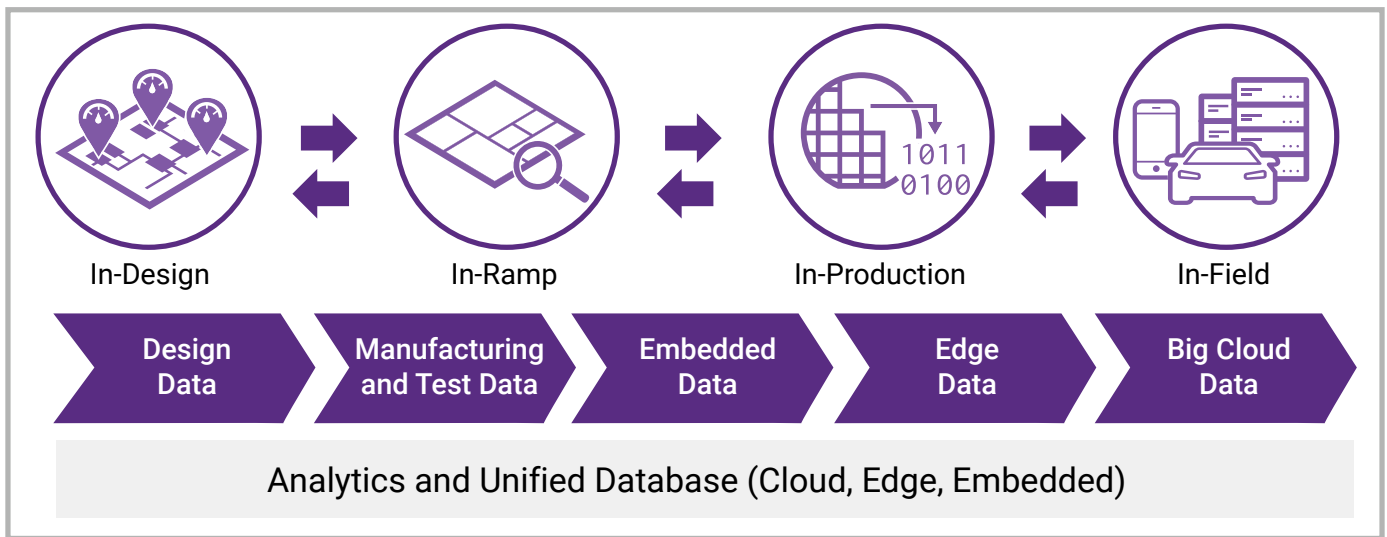 1011
0100
In-Design
In-Ramp
In-Production
In-Field
Design
Data
Manufacturing
and Test Data
Embedded
Data
Edge
Data
Big Cloud
Data
Analytics and Unified Database (Cloud, Edge, Embedded)